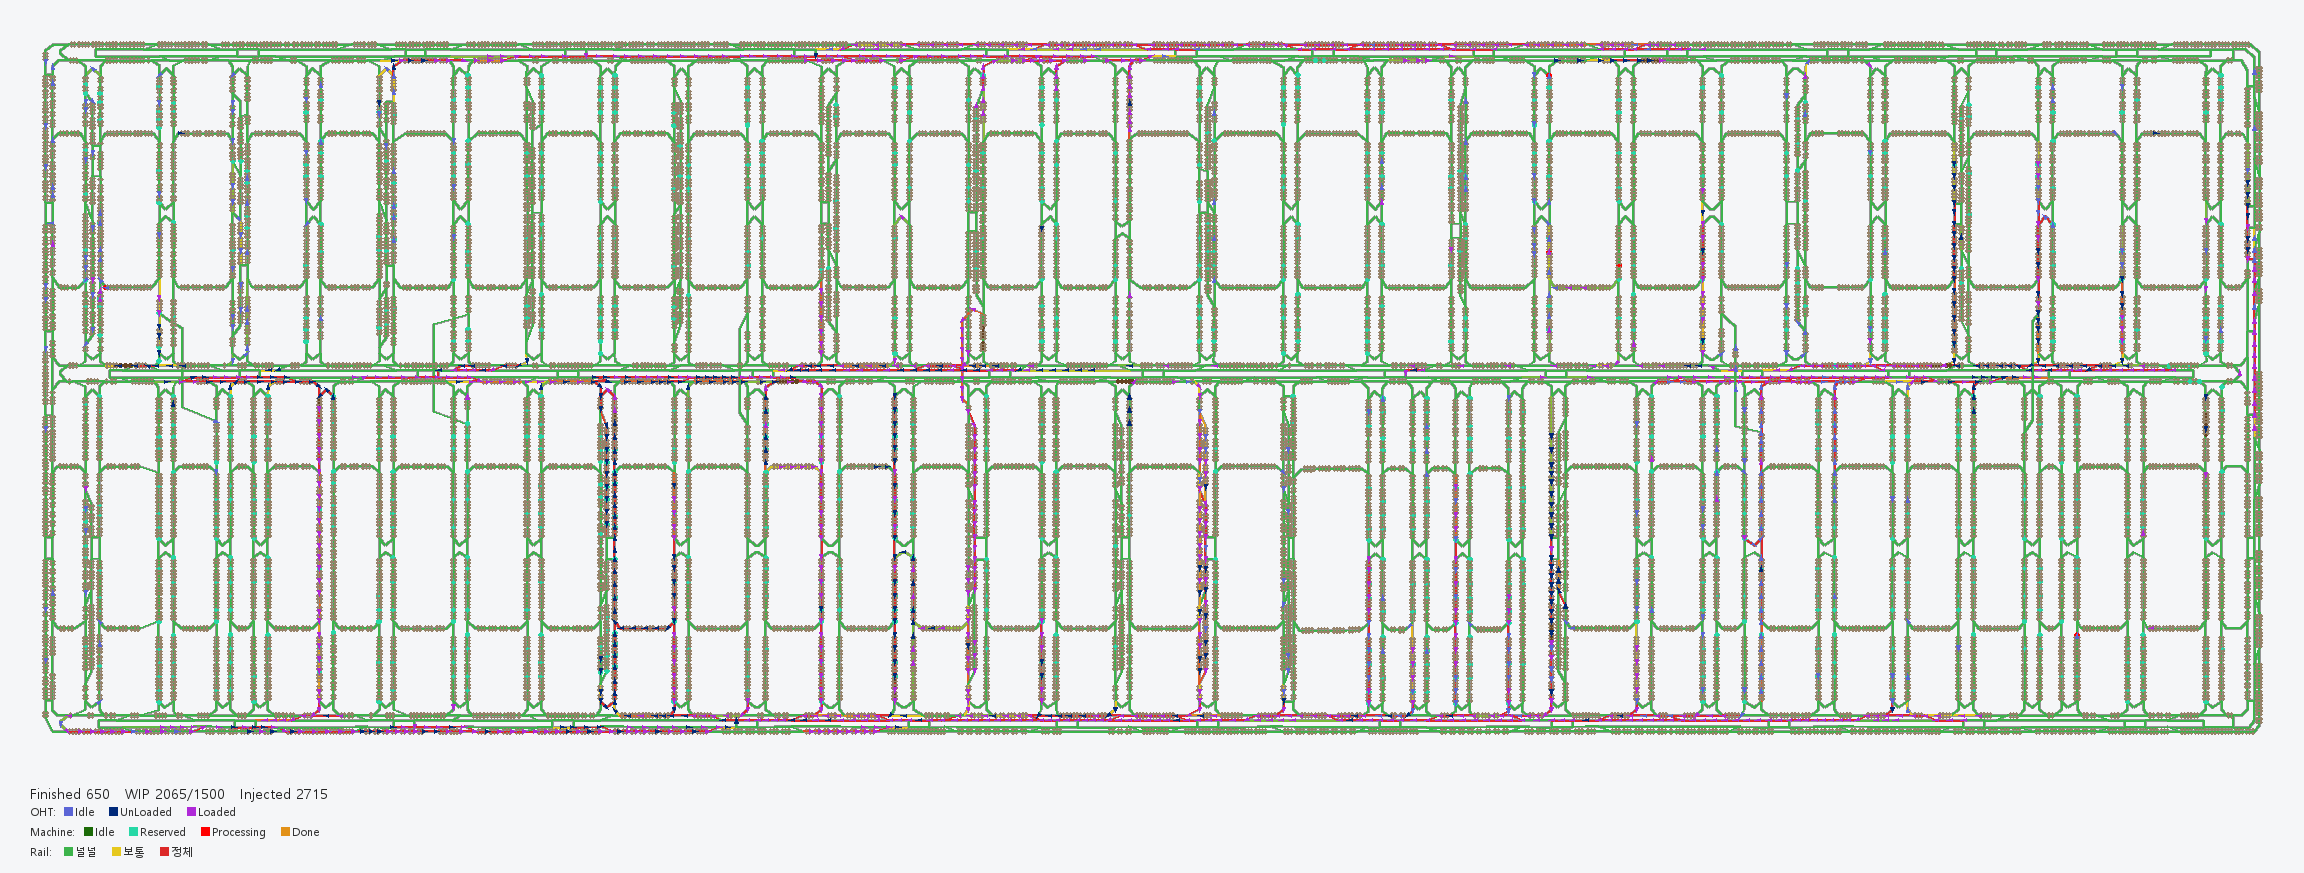 Finished 650 WIP 2065/1500 Injected 2715
OHT: Idle UnLoaded Loaded
Machine: Idle Reserved Processing Done
Rail: 널널 보통 정체